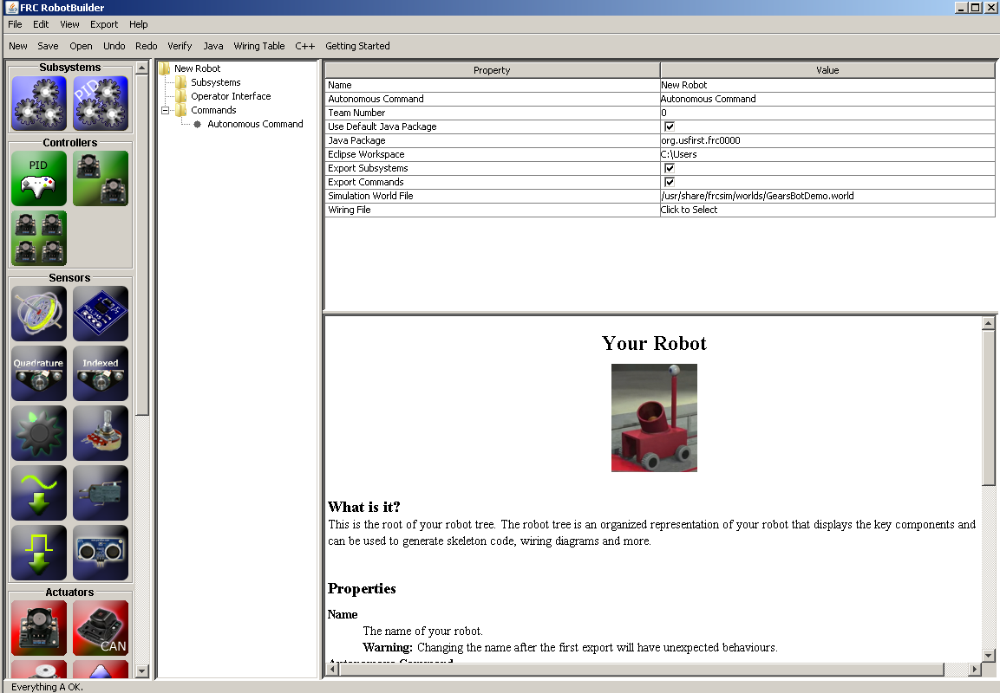 FRC RobotBuilder
File Edit View Export Help
New Save Open Undo Redo Verify Java Wiring Table C++ Getting Started
Subsystems
PID
Controllers
PID
Sensors
Quadrature Indexed
Actuators
CAN
New Robot
Subsystems
Operator Interface
Commands
Autonomous Command
Property Value
Name New Robot
Autonomous Command Autonomous Command
Team Number 0
Use Default Java Package
Java Package org.usfirst.frc0000
Eclipse Workspace C:\Users
Export Subsystems
Export Commands
Simulation World File /usr/share/frcsim/worlds/GearsBotDemo.world
Wiring File Click to Select
Your Robot
What is it?
This is the root of your robot tree. The robot tree is an organized representation of your robot that displays the key components and
can be used to generate skeleton code, wiring diagrams and more.
Properties
Name
The name of your robot.
Warning: Changing the name after the first export will have unexpected behaviours.
Autonomous Command
Everything A OK.